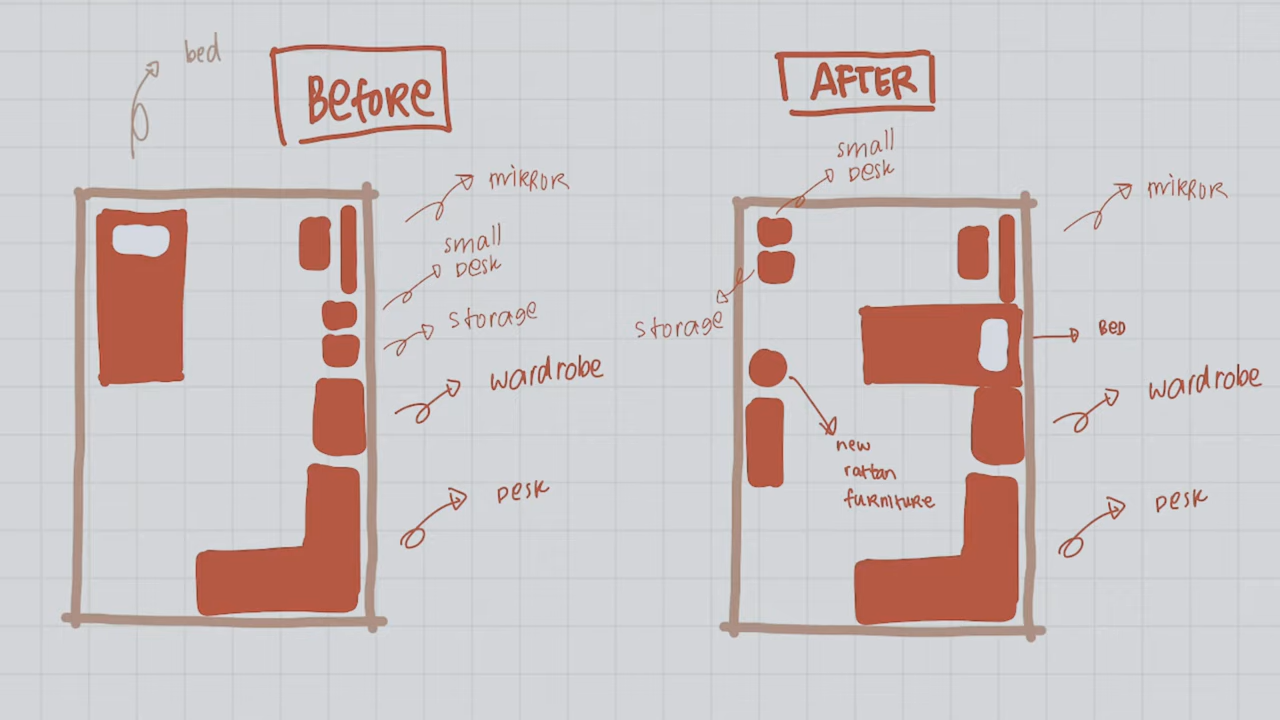 bed
Before
mirror
small
desk
storage
wardrobe
Desk
AFTER
small
desk
mirror
storage
BED
wardrobe
new
rattan
furniture
Desk